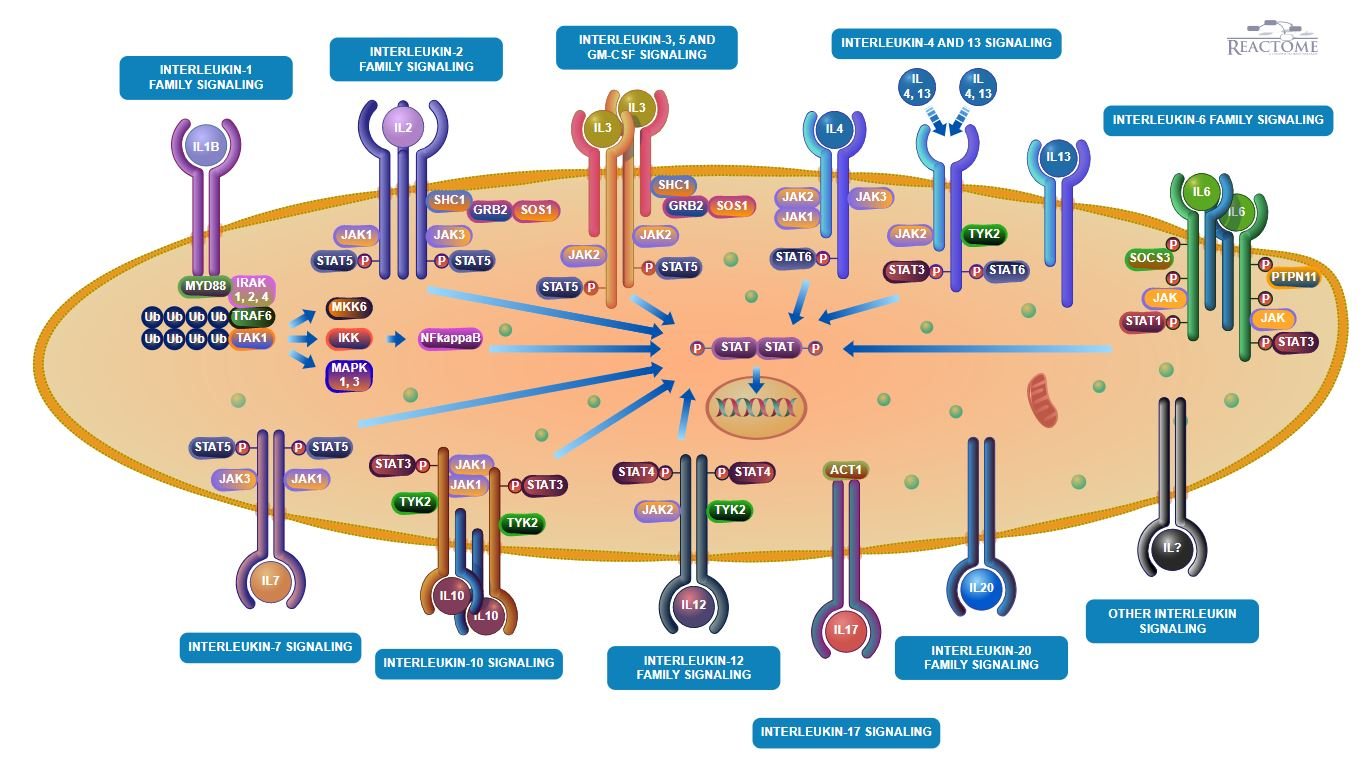 REACTOME
INTERLEUKIN-1
FAMILY SIGNALING
INTERLEUKIN-2
FAMILY SIGNALING
INTERLEUKIN-3, 5 AND
GM-CSF SIGNALING
INTERLEUKIN-4 AND 13 SIGNALING
INTERLEUKIN-6 FAMILY SIGNALING
IL1B
MYD88
IRAK
1, 2, 4
Ub Ub Ub Ub TRAF6
Ub Ub Ub Ub TAK1
MKK6
IKK
NFkappaB
MAPK
1, 3
IL2
SHC1
GRB2 SOS1
JAK1
JAK3
STAT5 P
P STAT5
IL3
IL3
SHC1
GRB2 SOS1
JAK2
JAK2
P STAT5
STAT5 P
IL4
JAK2
JAK1
JAK3
STAT6 P
IL
4, 13
IL
4, 13
JAK2
TYK2
STAT3 P
P STAT6
IL13
IL6
IL6
P
SOCS3
P
JAK
STAT1 P
P
PTPN11
P
JAK
P STAT3
P STAT STAT P
STAT5 P
P STAT5
JAK3
JAK1
IL7
STAT3 P
JAK1
JAK1
P STAT3
TYK2
TYK2
IL10
IL10
STAT4 P
P STAT4
JAK2
TYK2
IL12
ACT1
IL17
IL20
IL?
INTERLEUKIN-7 SIGNALING
INTERLEUKIN-10 SIGNALING
INTERLEUKIN-12
FAMILY SIGNALING
INTERLEUKIN-17 SIGNALING
INTERLEUKIN-20
FAMILY SIGNALING
OTHER INTERLEUKIN
SIGNALING